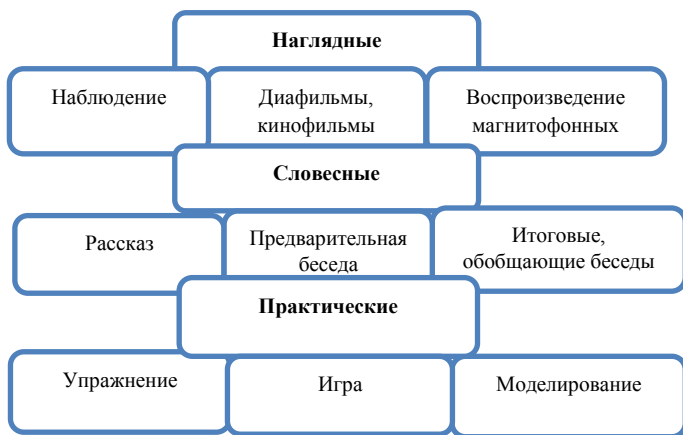 Наглядные
Наблюдение
Диафильмы,
кинофильмы
Воспроизведение
магнитофонных
Словесные
Рассказ
Предварительная
беседа
Итоговые,
обобщающие беседы
Практические
Упражнение
Игра
Моделирование